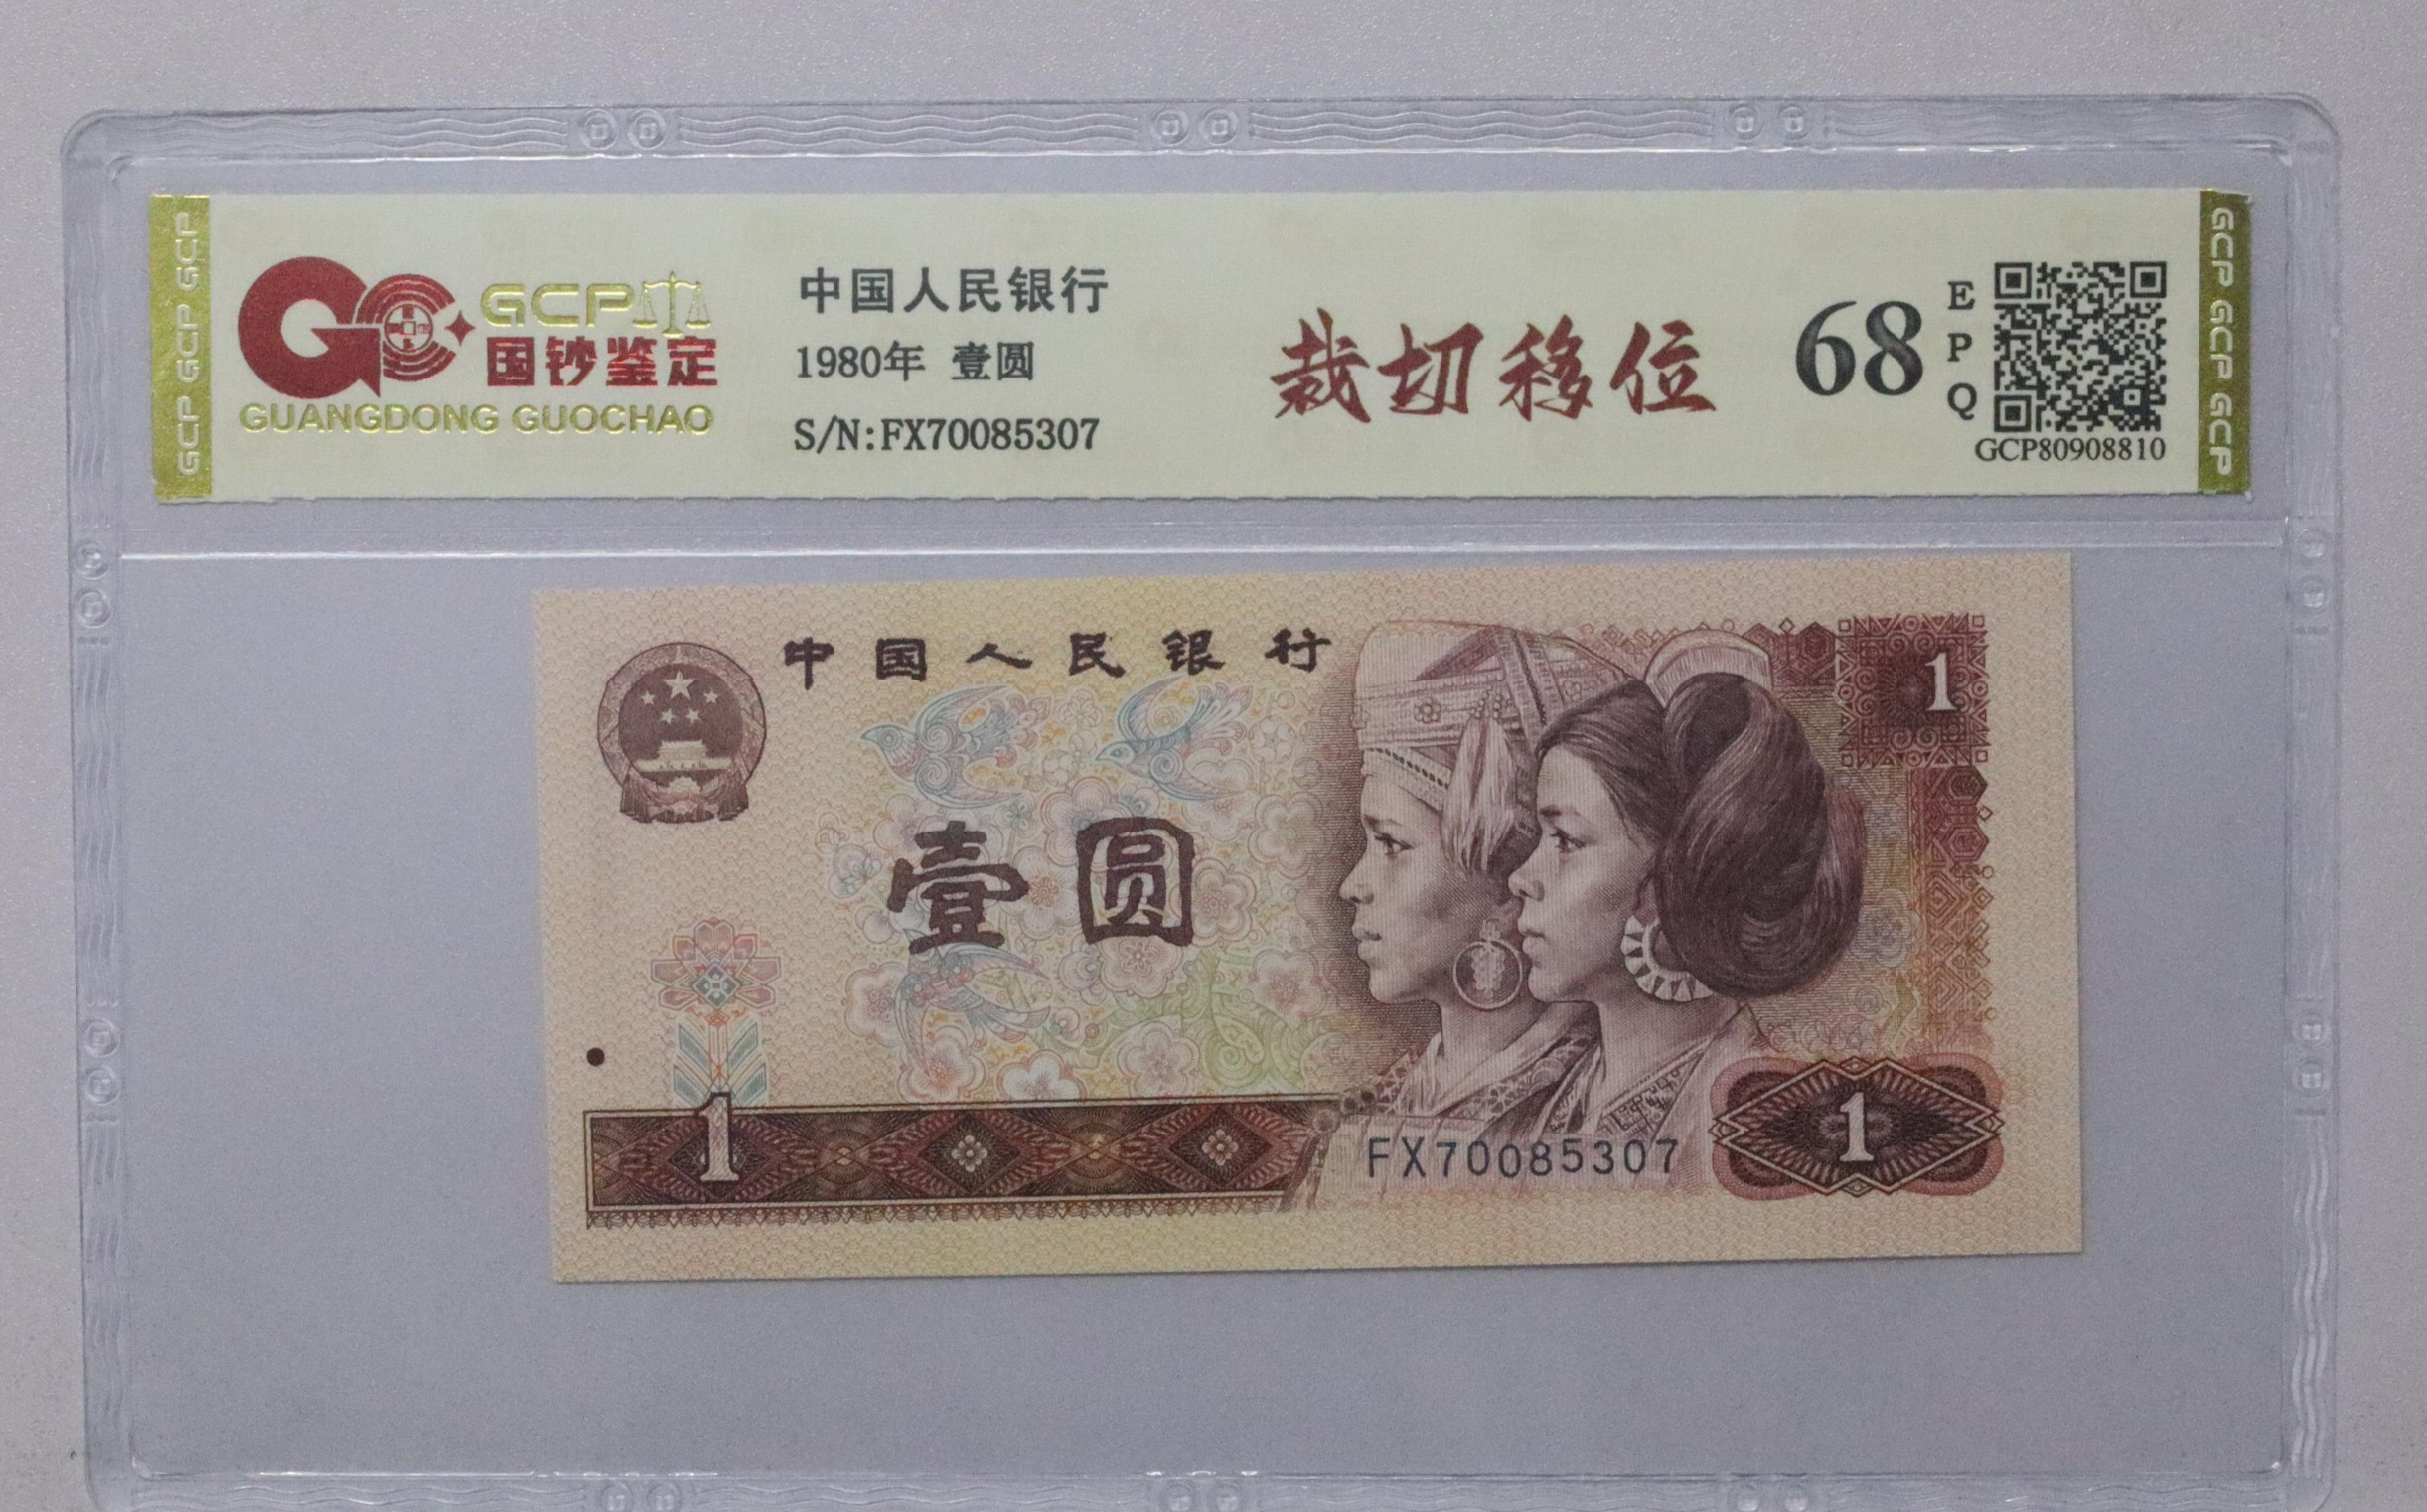 GCP GCP GCP
GCP
国钞鉴定
GUANGDONG GUOCHAO
中国人民银行
1980年 壹圆
S/N:FX70085307
裁切移位
68
E
P
Q
GCP80908810
GCP GCP GCP
中国人民银行
1
壹圆
1
FX70085307
1